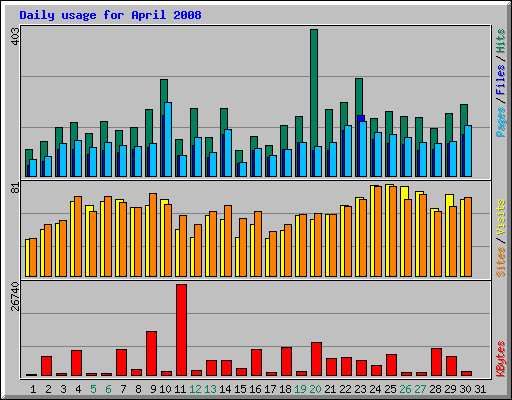 Daily usage for April 2008
403
Pages / Files / Hits
81
Sites / Visits
26740
KBytes
1 2 3 4 5 6 7 8 9 10 11 12 13 14 15 16 17 18 19 20 21 22 23 24 25 26 27 28 29 30 31